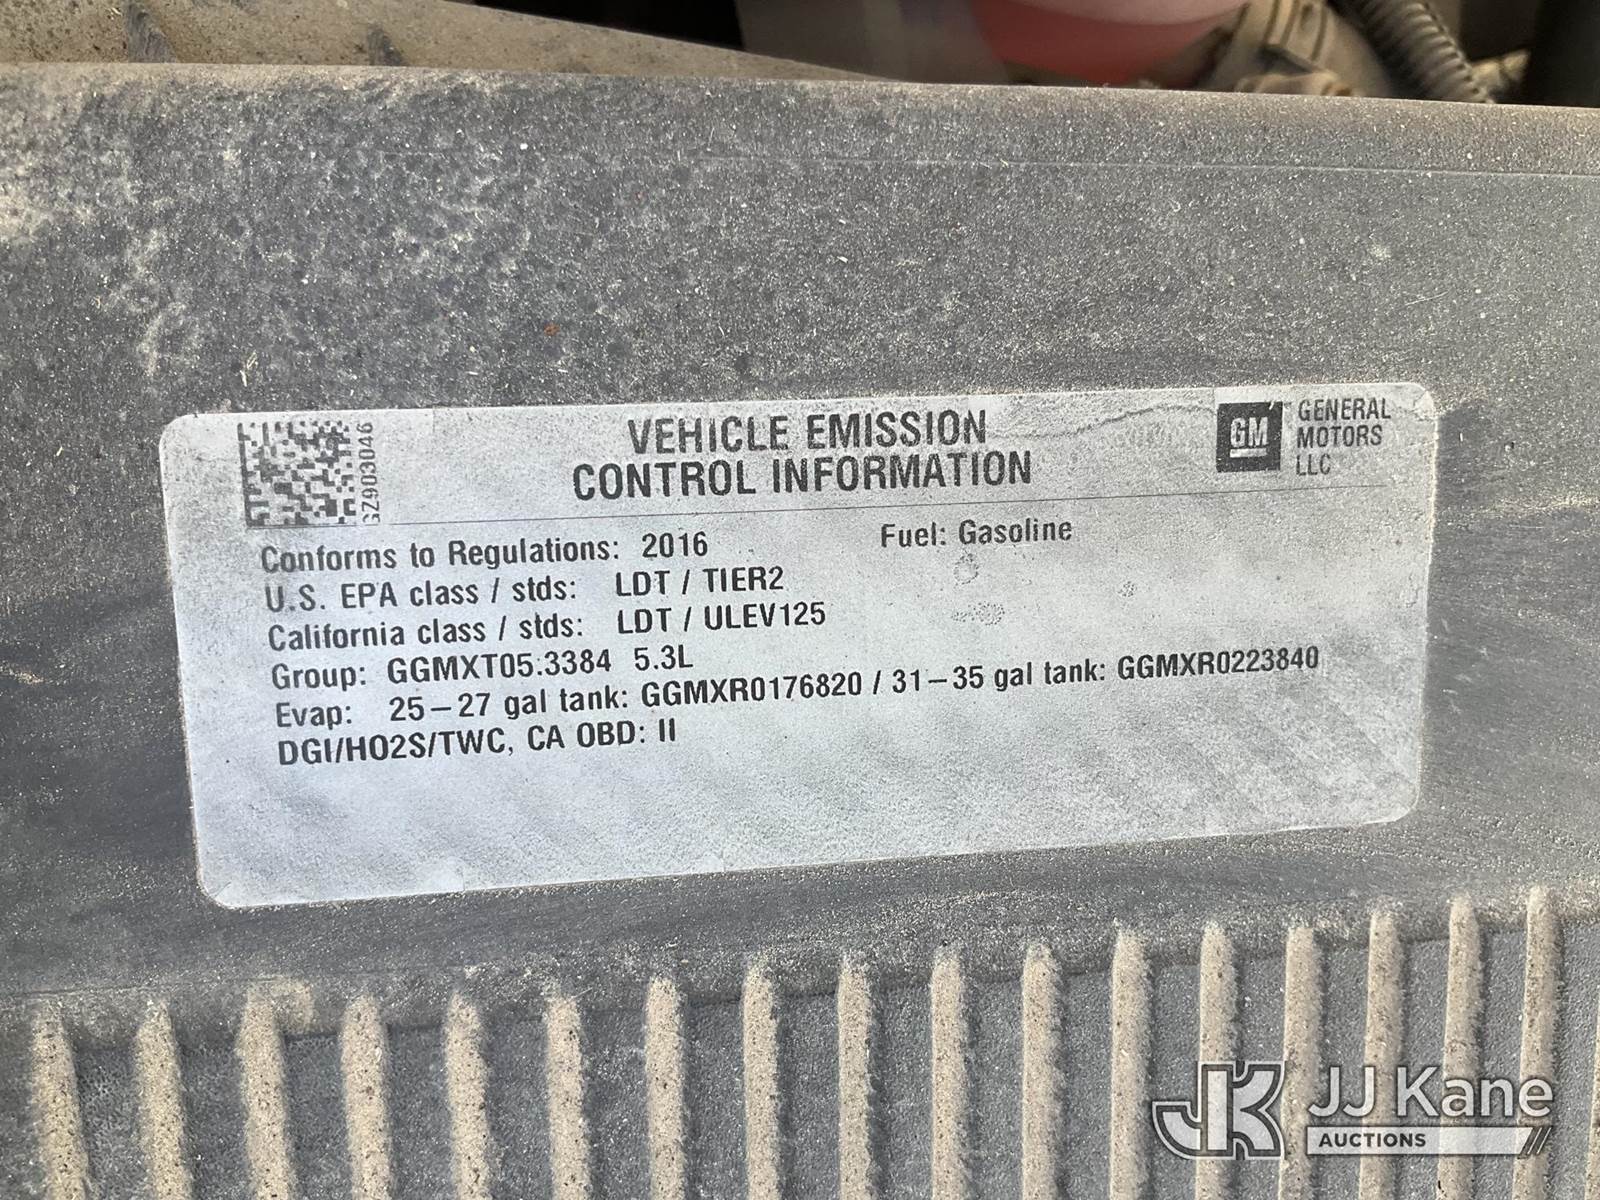 GZ903046
VEHICLE EMISSION
CONTROL INFORMATION
GM
GENERAL
MOTORS
LLC
Conforms to Regulations: 2016 Fuel: Gasoline
U.S. EPA class / stds: LDT / TIER2
California class / stds: LDT / ULEV125
Group: GGMXT05.3384 5.3L
Evap: 25–27 gal tank: GGMXR0176820 / 31–35 gal tank: GGMXR0223840
DGI/HO2S/TWC, CA OBD: II
JK JJ Kane
AUCTIONS